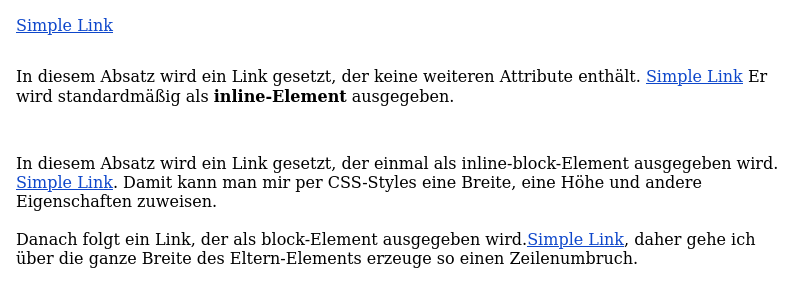 Simple Link
In diesem Absatz wird ein Link gesetzt, der keine weiteren Attribute enthält. Simple Link Er
wird standardmäßig als inline-Element ausgegeben.
In diesem Absatz wird ein Link gesetzt, der einmal als inline-block-Element ausgegeben wird.
Simple Link. Damit kann man mir per CSS-Styles eine Breite, eine Höhe und andere
Eigenschaften zuweisen.
Danach folgt ein Link, der als block-Element ausgegeben wird.Simple Link, daher gehe ich
über die ganze Breite des Eltern-Elements erzeuge so einen Zeilenumbruch.